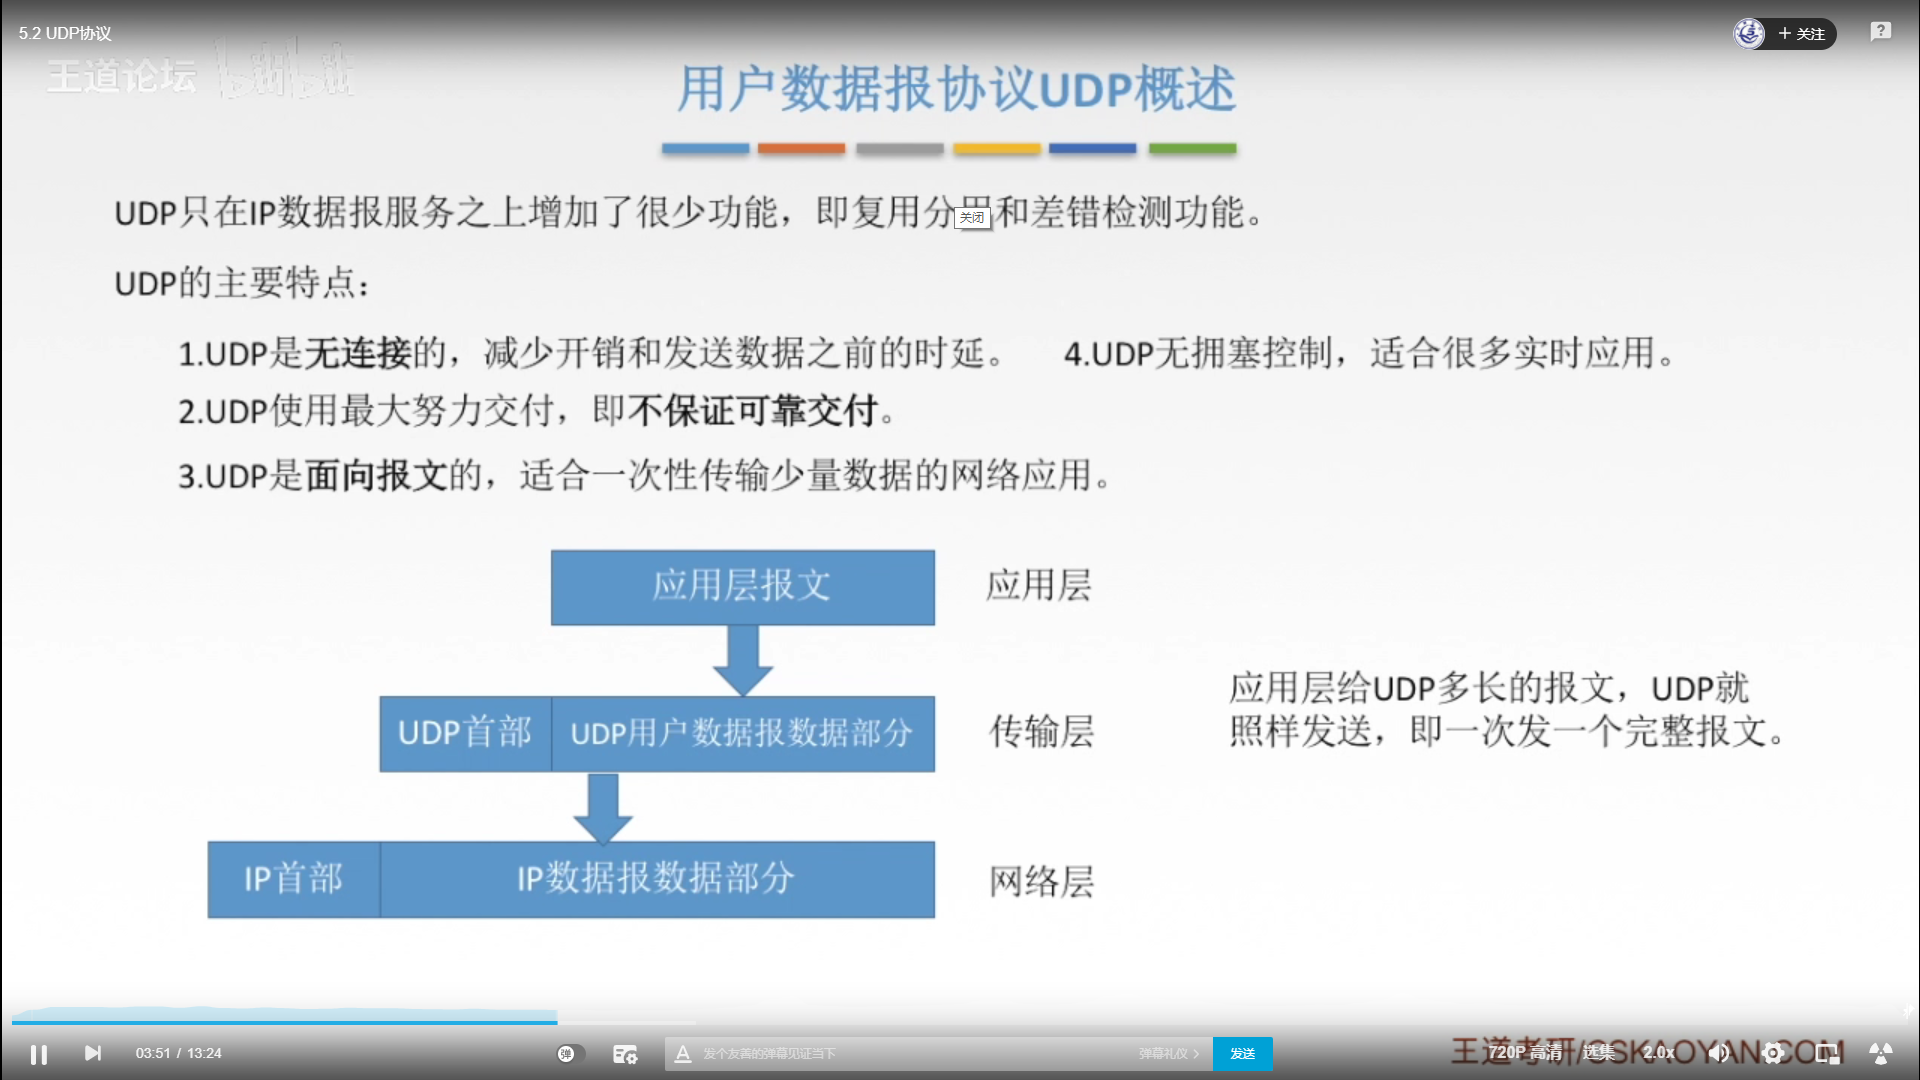 5.2 UDP协议
+ 关注
王道论坛 bilibili
用户数据报协议UDP概述
UDP只在IP数据报服务之上增加了很少功能，即复用分用和差错检测功能。
关闭
UDP的主要特点：
1.UDP是无连接的，减少开销和发送数据之前的时延。
4.UDP无拥塞控制，适合很多实时应用。
2.UDP使用最大努力交付，即不保证可靠交付。
3.UDP是面向报文的，适合一次性传输少量数据的网络应用。
应用层报文
应用层
UDP首部
UDP用户数据报数据部分
传输层
应用层给UDP多长的报文，UDP就
照样发送，即一次发一个完整报文。
IP首部
IP数据报数据部分
网络层
03:51 / 13:24
弹
发个友善的弹幕见证当下
弹幕礼仪
发送
王道考研/CSKAOYAN.COM
720P 高清
选集
2.0x